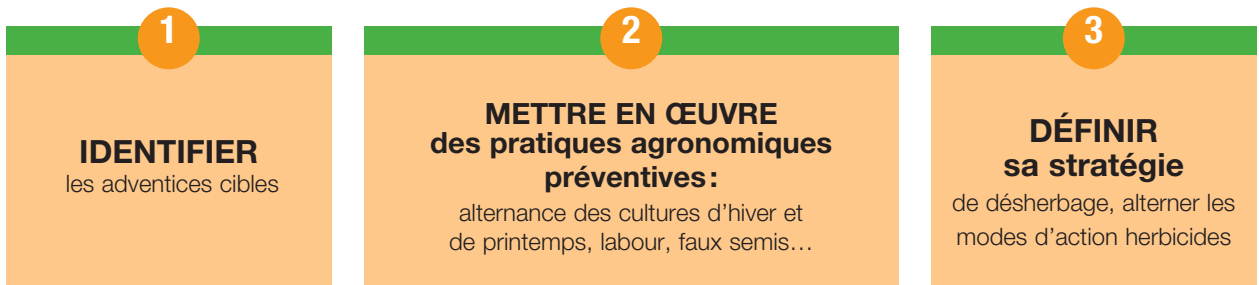 1
IDENTIFIER
les adventices cibles
2
METTRE EN ŒUVRE
des pratiques agronomiques
préventives :
alternance des cultures d’hiver et
de printemps, labour, faux semis…
3
DÉFINIR
sa stratégie
de désherbage, alterner les
modes d’action herbicides